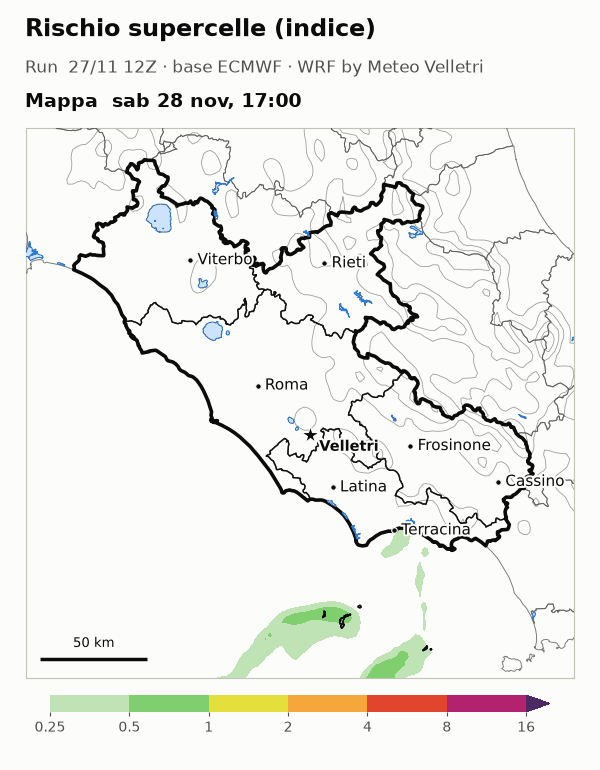 Rischio supercelle (indice)
Run  27/11 12Z · base ECMWF · WRF by Meteo Velletri
Mappa  sab 28 nov, 17:00
Viterbo
Rieti
Roma
Velletri
Frosinone
Latina
Cassino
Terracina
50 km
0.25 0.5 1 2 4 8 16